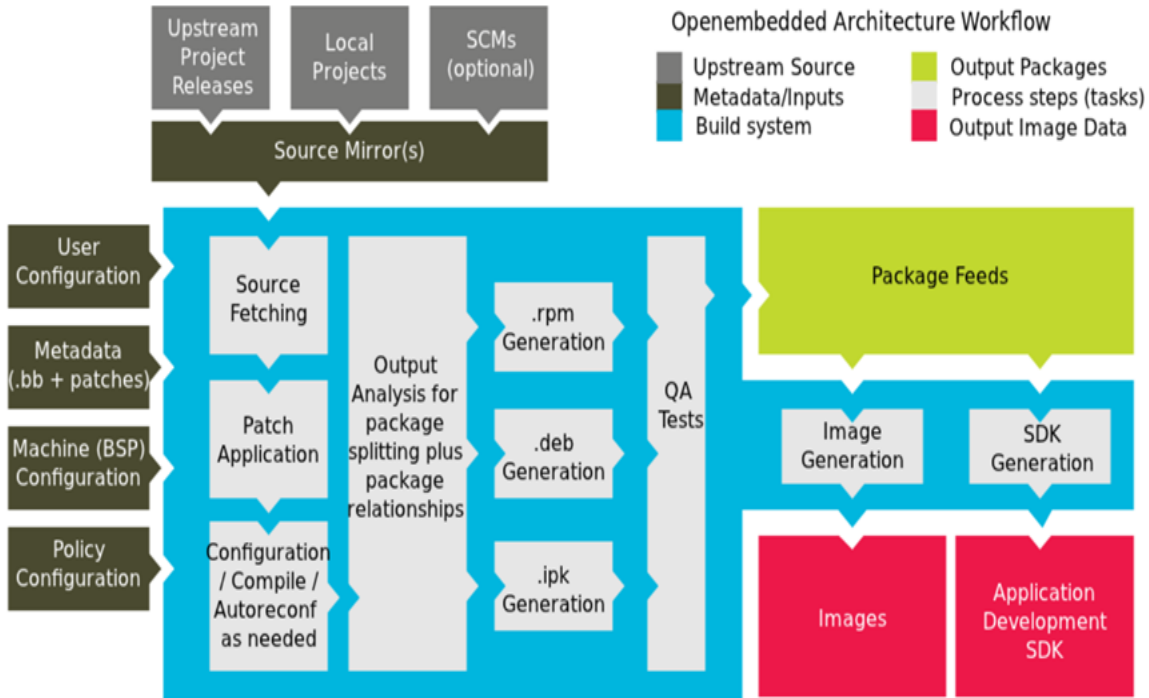 Openembedded Architecture Workflow
Upstream Source
Metadata/Inputs
Build system
Output Packages
Process steps (tasks)
Output Image Data
Upstream
Project
Releases
Local
Projects
SCMs
(optional)
Source Mirror(s)
User
Configuration
Metadata
(.bb + patches)
Machine (BSP)
Configuration
Policy
Configuration
Source
Fetching
Patch
Application
Configuration
/ Compile /
Autoreconf
as needed
Output
Analysis for
package
splitting plus
package
relationships
.rpm
Generation
.deb
Generation
.ipk
Generation
QA
Tests
Package Feeds
Image
Generation
SDK
Generation
Images
Application
Development
SDK